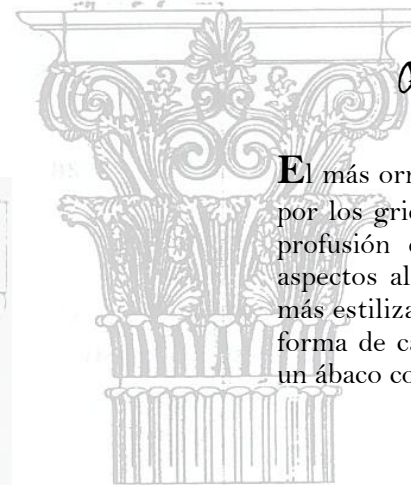 El más orn
por los grie
profusión
aspectos al
más estiliza
forma de ca
un ábaco co